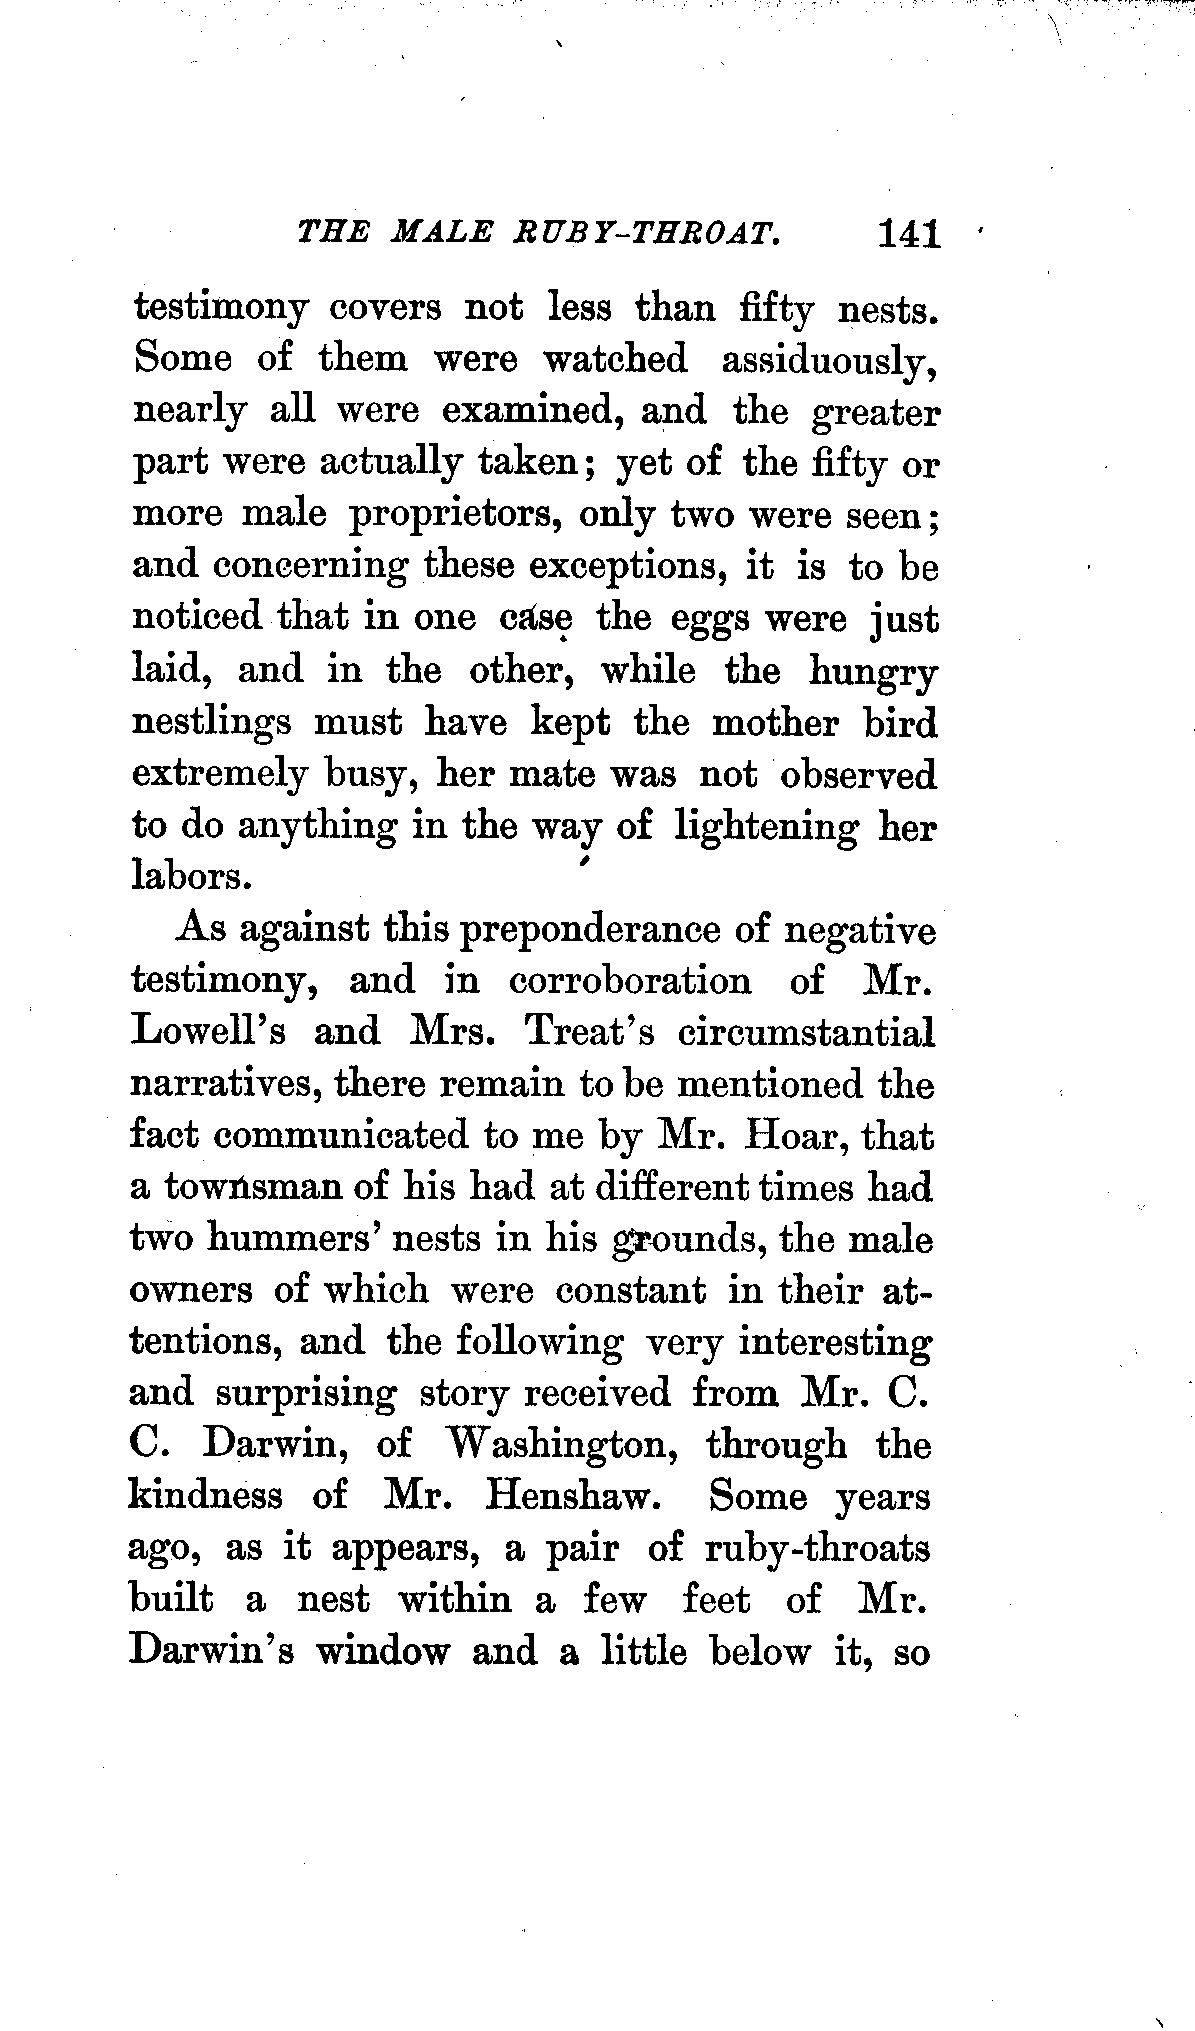 THE MALE RUBY-THROAT. 141
testimony covers not less than fifty nests.
Some of them were watched assiduously,
nearly all were examined, and the greater
part were actually taken; yet of the fifty or
more male proprietors, only two were seen;
and concerning these exceptions, it is to be
noticed that in one case the eggs were just
laid, and in the other, while the hungry
nestlings must have kept the mother bird
extremely busy, her mate was not observed
to do anything in the way of lightening her
labors.
As against this preponderance of negative
testimony, and in corroboration of Mr.
Lowell's and Mrs. Treat's circumstantial
narratives, there remain to be mentioned the
fact communicated to me by Mr. Hoar, that
a townsman of his had at different times had
two hummers' nests in his grounds, the male
owners of which were constant in their at-
tentions, and the following very interesting
and surprising story received from Mr. C.
C. Darwin, of Washington, through the
kindness of Mr. Henshaw. Some years
ago, as it appears, a pair of ruby-throats
built a nest within a few feet of Mr.
Darwin's window and a little below it, so